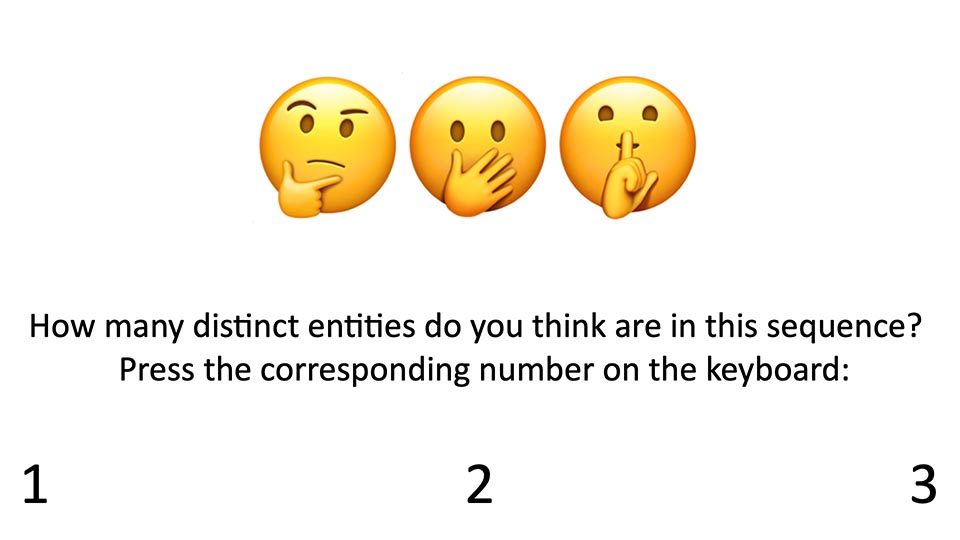 How many distinct entities do you think are in this sequence?
Press the corresponding number on the keyboard:
1 2 3